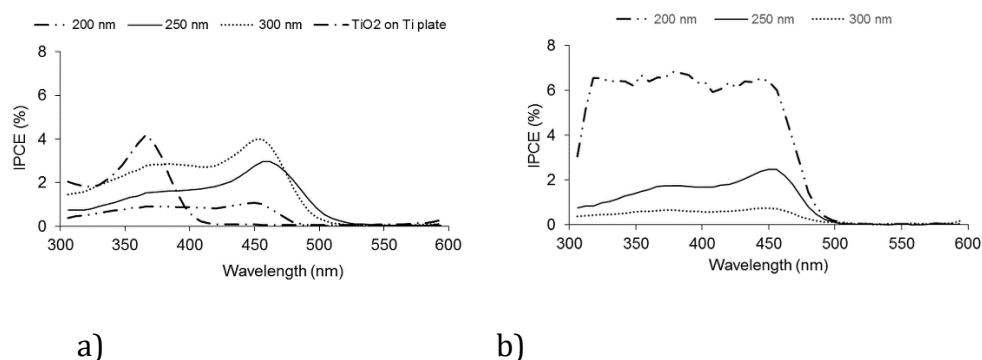 200 nm 250 nm 300 nm TiO2 on Ti plate
8
6
4
2
0
IPCE (%)
300 350 400 450 500 550 600
Wavelength (nm)
a)
200 nm 250 nm 300 nm
8
6
4
2
0
IPCE (%)
300 350 400 450 500 550 600
Wavelength (nm)
b)